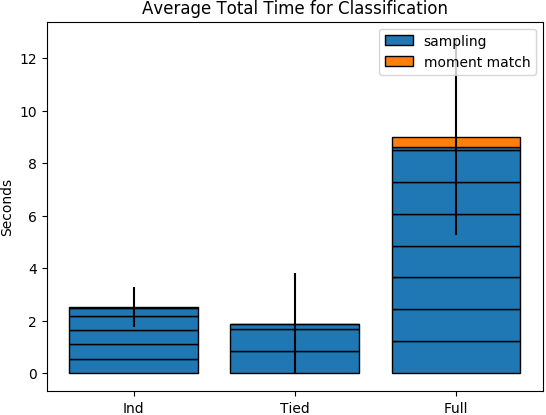 Average Total Time for Classification
sampling
moment match
Seconds
12
10
8
6
4
2
0
Ind Tied Full